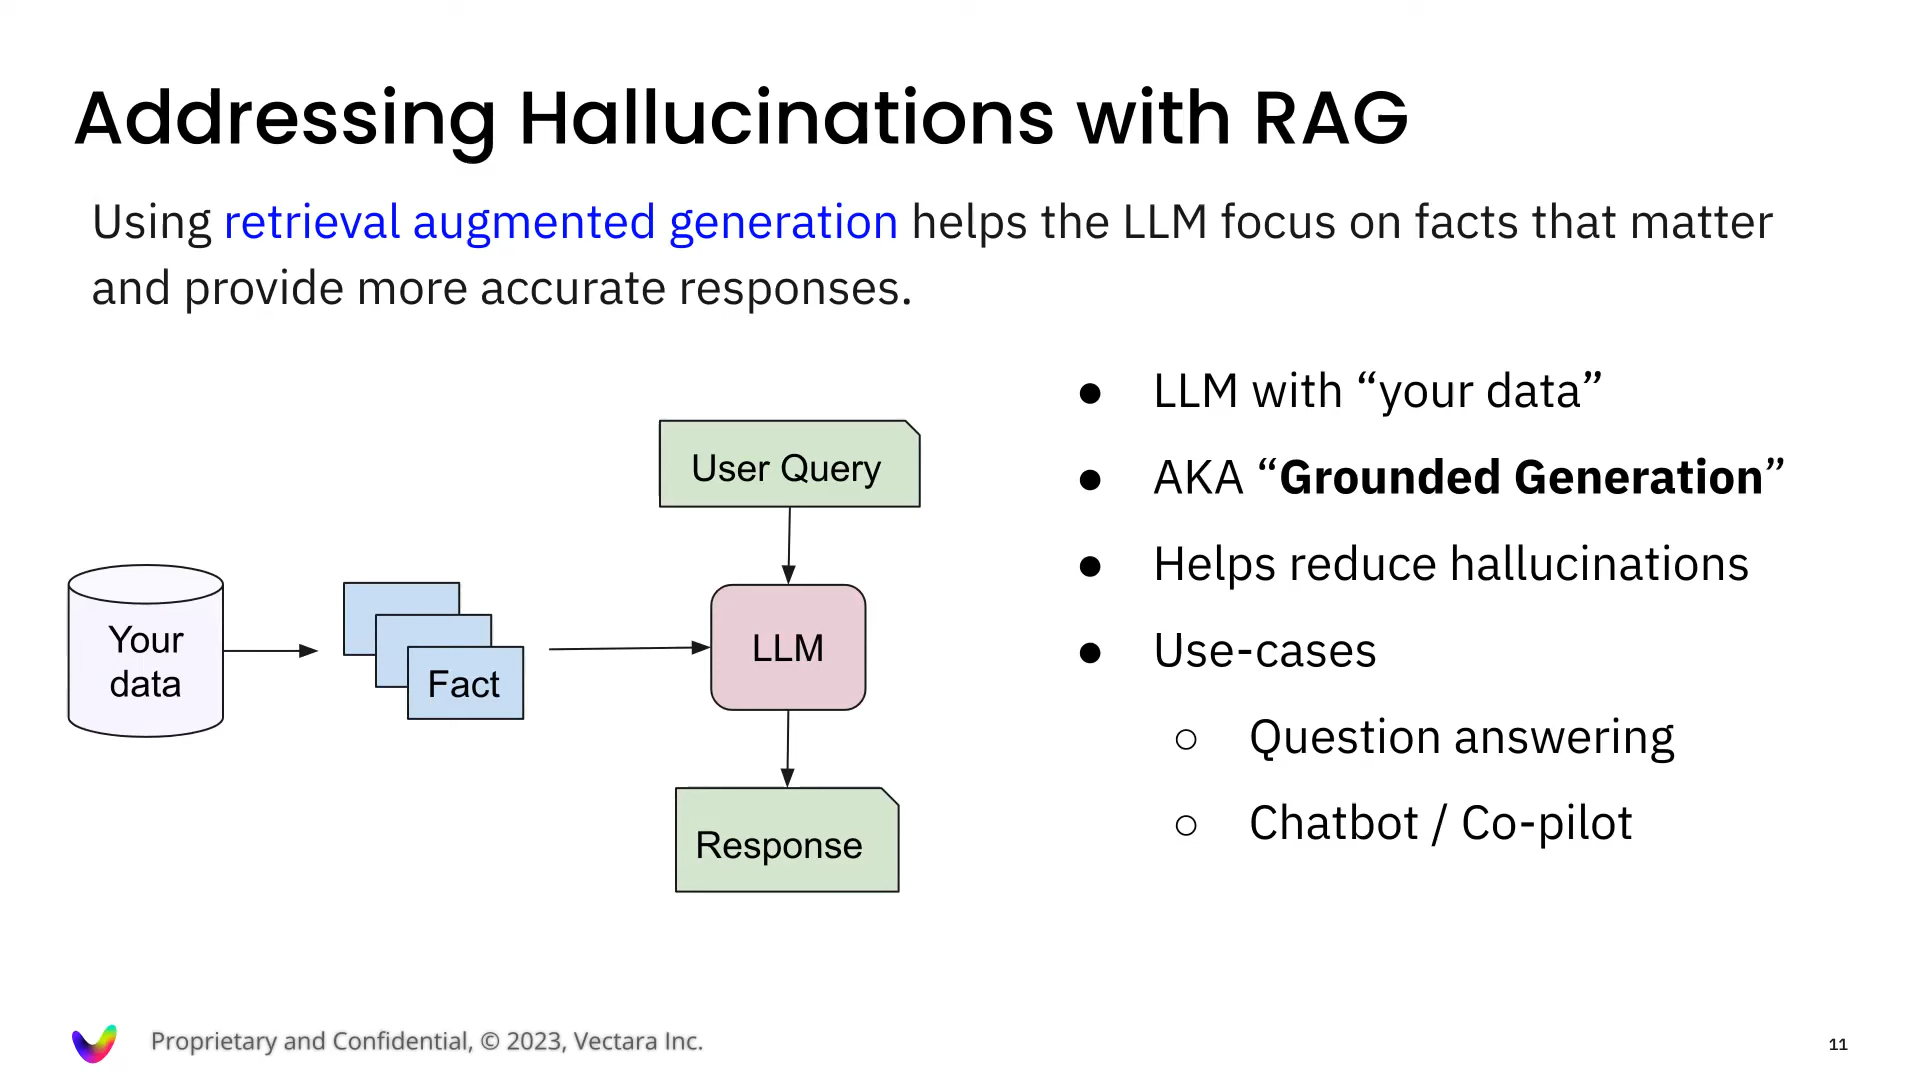 Addressing Hallucinations with RAG
Using retrieval augmented generation helps the LLM focus on facts that matter
and provide more accurate responses.
User Query
Your
data
Fact
LLM
Response
● LLM with “your data”
● AKA “Grounded Generation”
● Helps reduce hallucinations
● Use-cases
○ Question answering
○ Chatbot / Co-pilot
Proprietary and Confidential, © 2023, Vectara Inc.
11